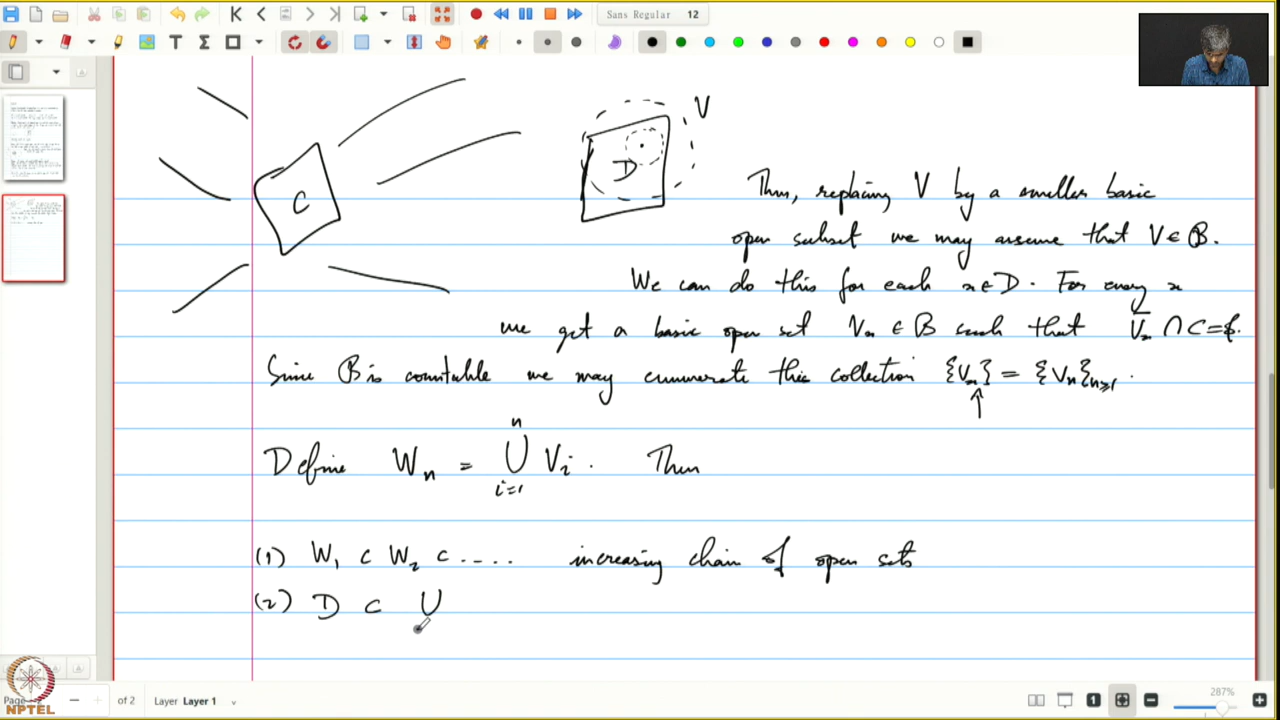 Sans Regular 12
C
D
V
Thus, replacing V by a smaller basic
open subset we may assume that V ∈ B.
We can do this for each x ∈ D. For every x
we get a basic open set Vx ∈ B such that V̄x ∩ C = ϕ.
Since B is countable we may enumerate this collection {Vx} = {Vn}n≥1.
Define Wn = ⋃_{i=1}^{n} Vi. Then
(1) W1 ⊂ W2 ⊂ ..... increasing chain of open sets
(2) D ⊂ ∪
NPTEL
Page
of 2
Layer Layer 1
287%